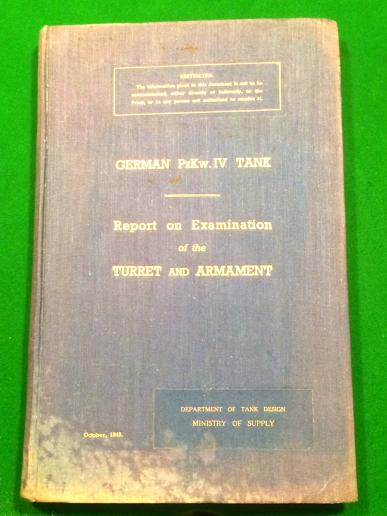 RESTRICTED.
The information given in this document is not to be
communicated, either directly or indirectly, to the
Press, or to any person not authorised to receive it.
GERMAN PzKw.IV TANK
Report on Examination
of the
TURRET AND ARMAMENT
DEPARTMENT OF TANK DESIGN
MINISTRY OF SUPPLY
October,